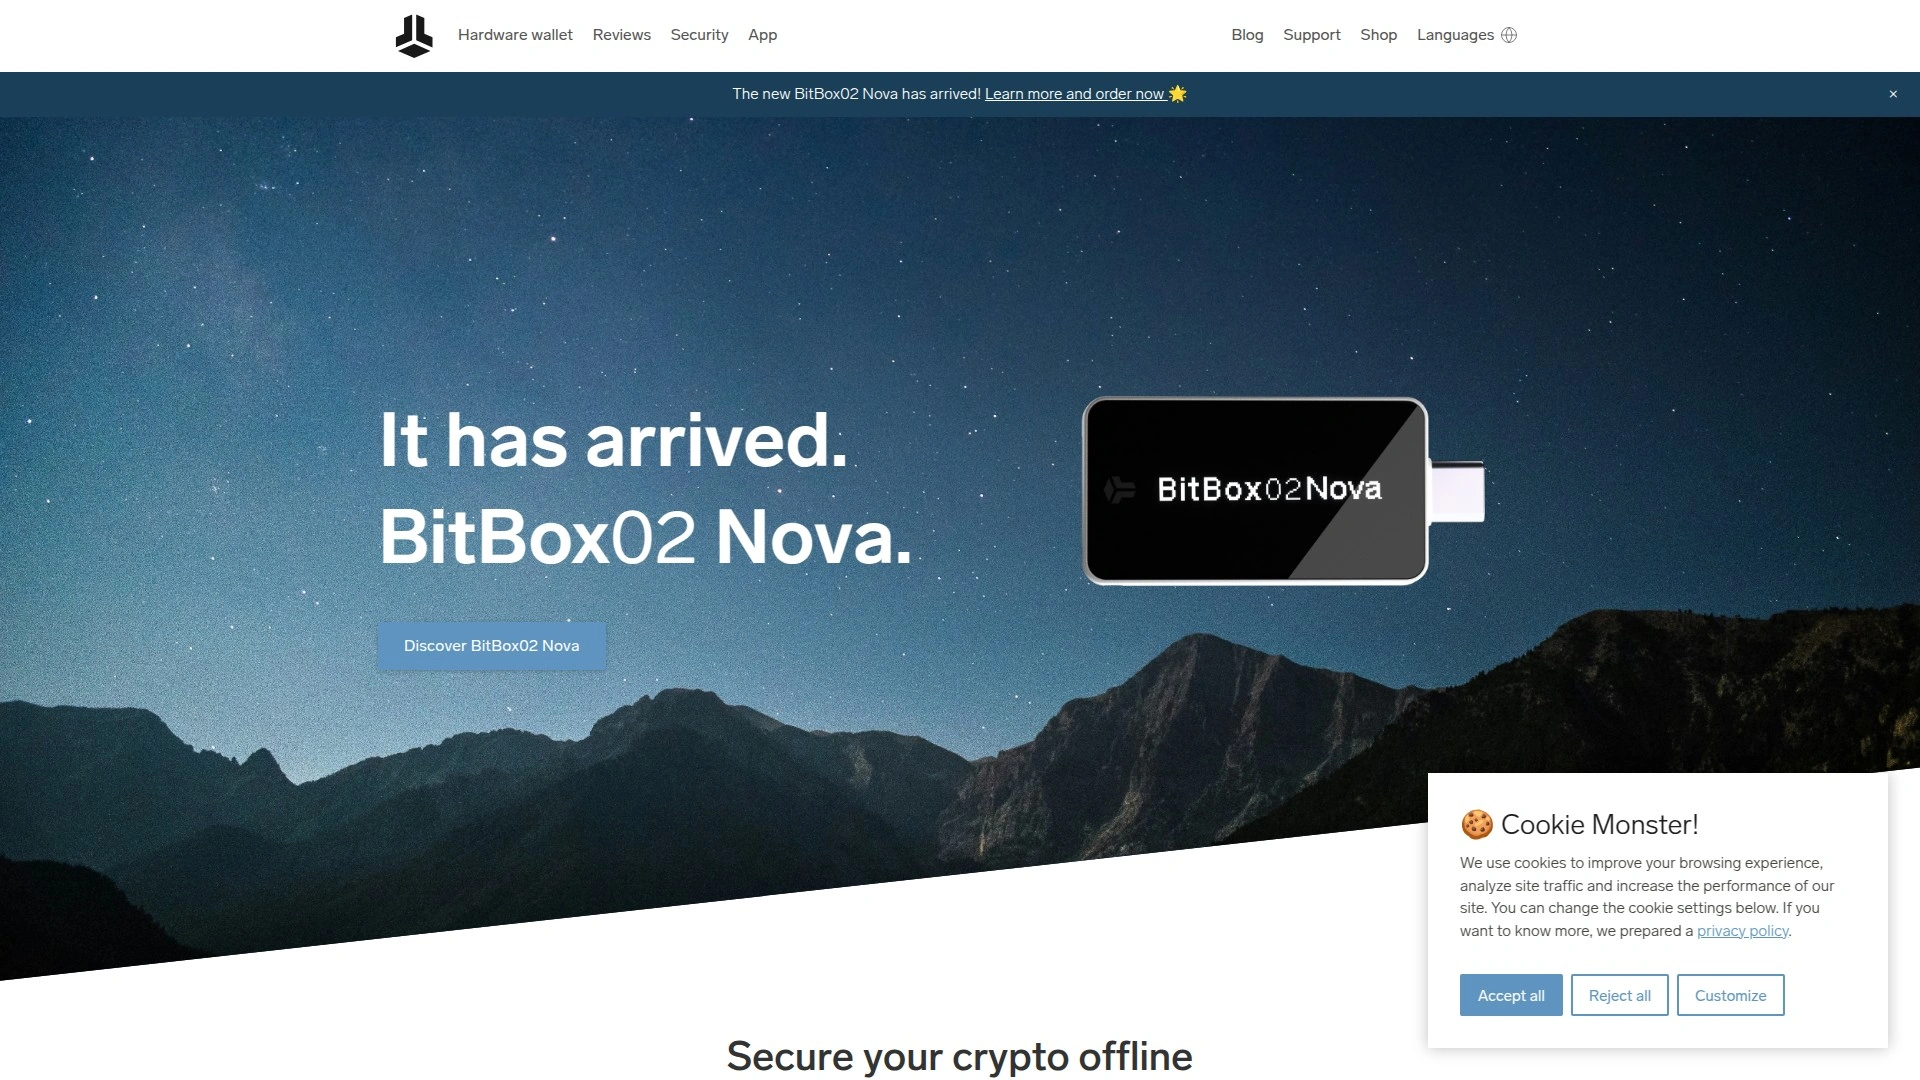 Hardware wallet Reviews Security App Blog Support Shop Languages
The new BitBox02 Nova has arrived! Learn more and order now 🌟 ×
It has arrived.
BitBox02 Nova.
BitBox02Nova
Discover BitBox02 Nova
🍪 Cookie Monster!
We use cookies to improve your browsing experience,
analyze site traffic and increase the performance of our
site. You can change the cookie settings below. If you
want to know more, we prepared a privacy policy.
Accept all Reject all Customize
Secure your crypto offline